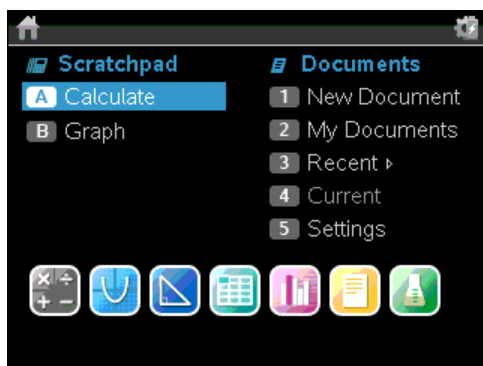 Scratchpad
A Calculate
B Graph
Documents
1 New Document
2 My Documents
3 Recent ▹
4 Current
5 Settings